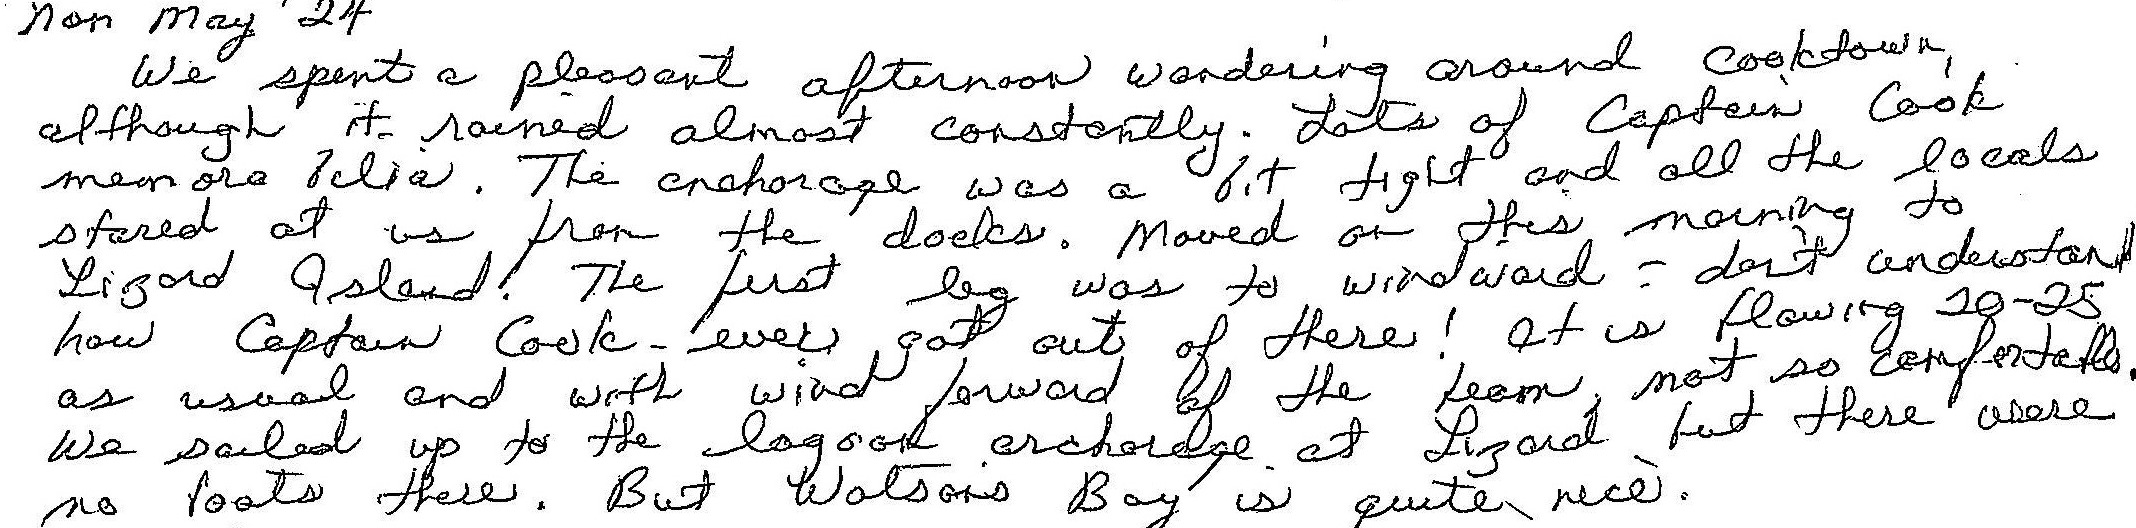 Mon May 24
We spent a pleasant afternoon wandering around Cooktown,
although it rained almost constantly. Lots of Captain Cook
memorabilia. The anchorage was a bit tight and all the locals
stared at us from the docks. Moved on this morning to
Lizard Island! The first leg was to windward - don't understand
how Captain Cook ever got out of there! It is blowing 20-25
as usual and with wind forward of the beam, not so comfortable.
We sailed up to the lagoon anchorage at Lizard but there were
no boats there. But Watsons Bay is quite nice.